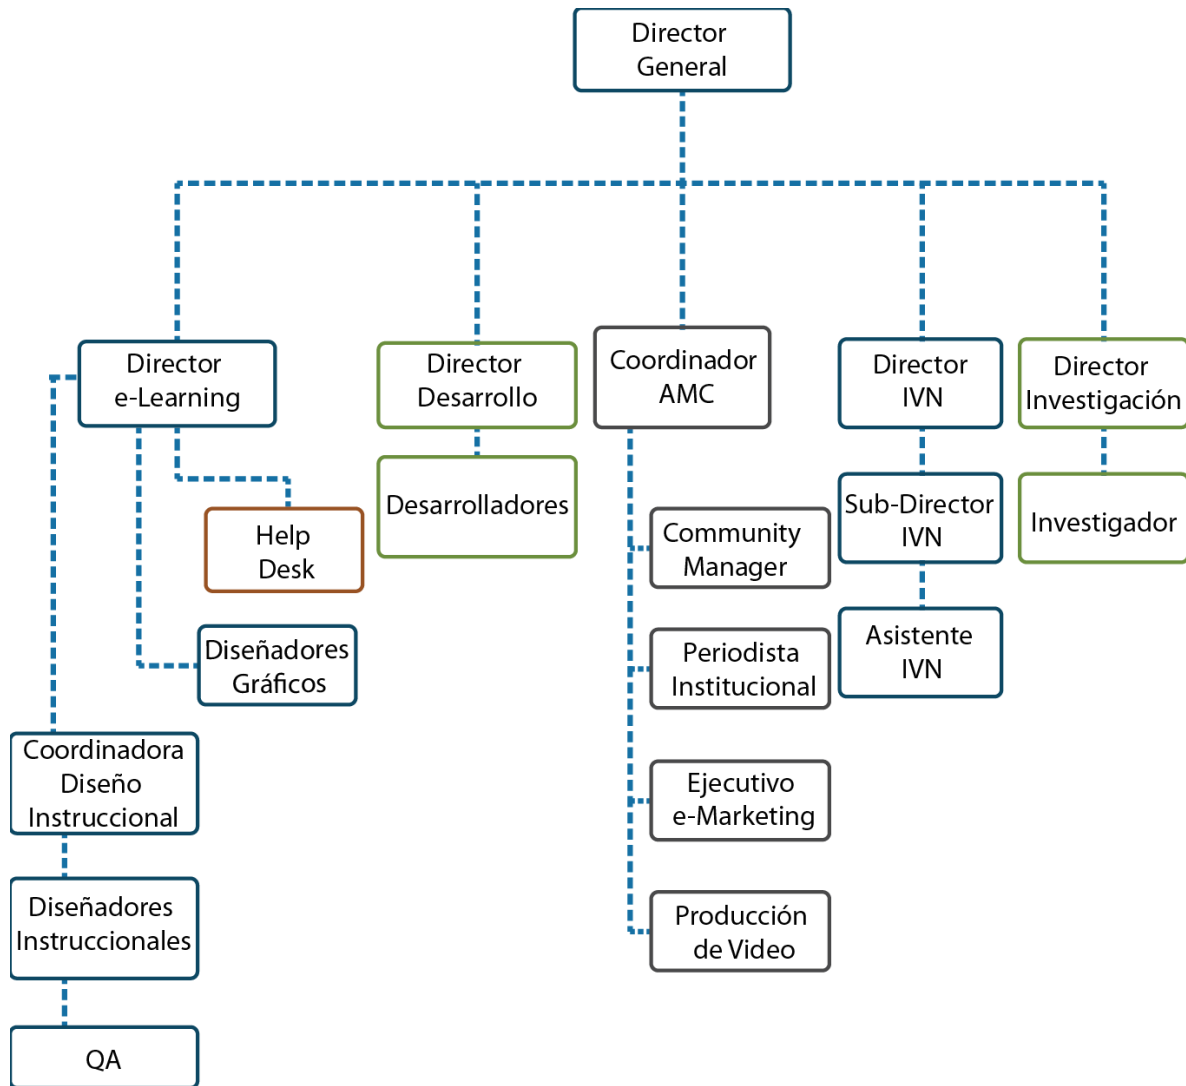 Director
General
Director
e-Learning
Director
Desarrollo
Coordinador
AMC
Director
IVN
Director
Investigación
Desarrolladores
Sub-Director
IVN
Investigador
Help
Desk
Community
Manager
Asistente
IVN
Diseñadores
Gráficos
Periodista
Institucional
Coordinadora
Diseño
Instruccional
Ejecutivo
e-Marketing
Diseñadores
Instruccionales
Producción
de Video
QA